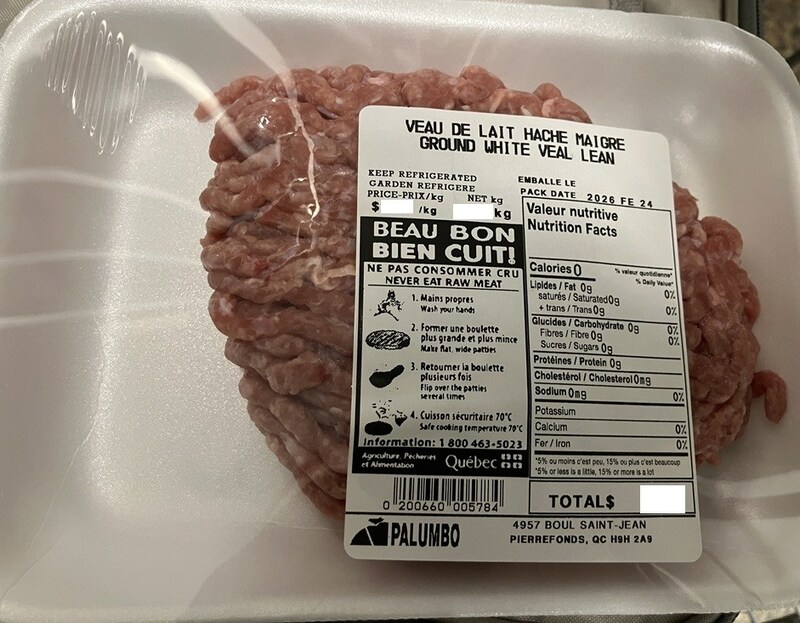 VEAU DE LAIT HACHE MAIGRE
GROUND WHITE VEAL LEAN
KEEP REFRIGERATED
GARDEN REFRIGERE
PRICE-PRIX/kg NET kg
$ /kg kg
EMBALLE LE
PACK DATE 2026 FE 24
BEAU BON
BIEN CUIT!
NE PAS CONSOMMER CRU
NEVER EAT RAW MEAT
1. Mains propres
Wash your hands
2. Former une boulette
plus grande et plus mince
Make flat, wide patties
3. Retourner la boulette
plusieurs fois
Flip over the patties
several times
4. Cuisson sécuritaire 70°C
Safe cooking temperature 70°C
Information: 1 800 463-5023
Agriculture, Pêcheries
et Alimentation
Québec
0 200660 005784
PALUMBO
Valeur nutritive
Nutrition Facts
Calories 0
% valeur quotidienne*
% Daily Value*
Lipides / Fat 0g 0%
saturés / Saturated 0g
+ trans / Trans 0g 0%
Glucides / Carbohydrate 0g 0%
Fibres / Fibre 0g 0%
Sucres / Sugars 0g
Protéines / Protein 0g
Cholestérol / Cholesterol 0mg
Sodium 0mg 0%
Potassium
Calcium 0%
Fer / Iron 0%
*5% ou moins c'est peu, 15% ou plus c'est beaucoup
*5% or less is a little, 15% or more is a lot
TOTAL$
4957 BOUL SAINT-JEAN
PIERREFONDS, QC H9H 2A9